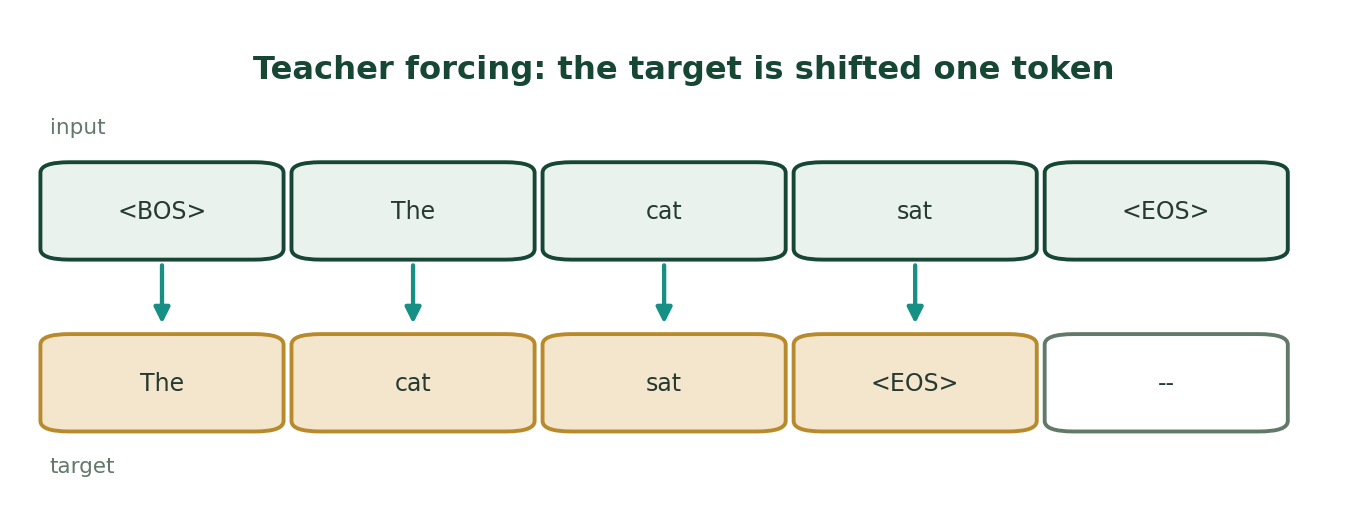 Teacher forcing: the target is shifted one token
input
<BOS> The cat sat <EOS>
The cat sat <EOS> --
target